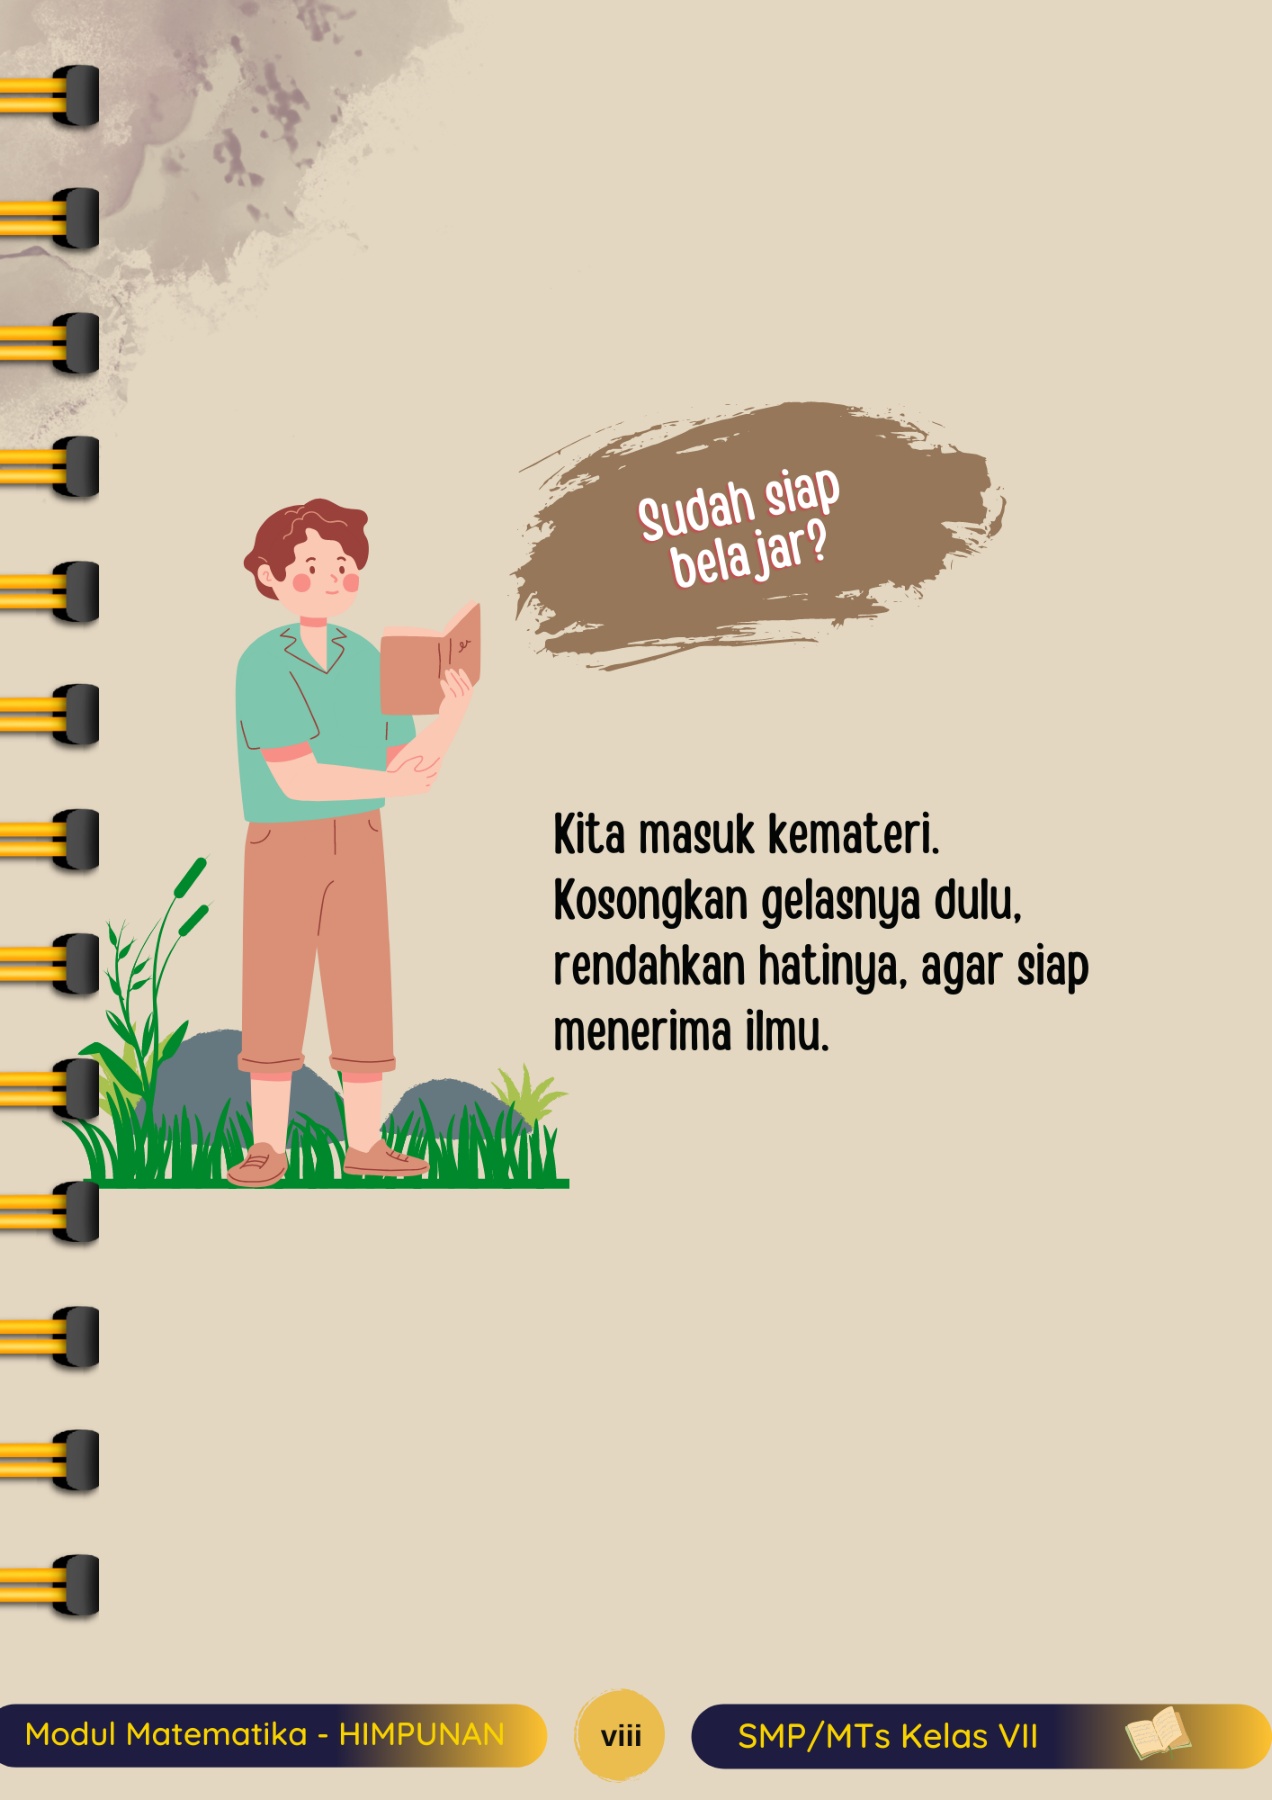 Sudah siap
belajar?
Kita masuk kemateri.
Kosongkan gelasnya dulu,
rendahkan hatinya, agar siap
menerima ilmu.
Modul Matematika - HIMPUNAN
viii
SMP/MTs Kelas VII